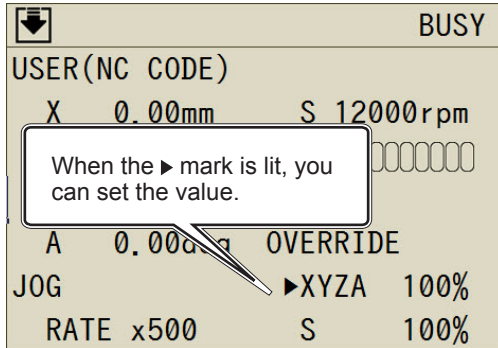 BUSY
USER(NC CODE)
X 0.00mm S 12000rpm
When the ▶ mark is lit, you
can set the value.
A 0.00deg OVERRIDE
JOG ▶XYZA 100%
RATE x500 S 100%